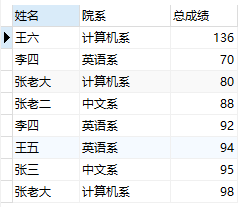 姓名 院系 总成绩
王六 计算机系 136
李四 英语系 70
张老大 计算机系 80
张老二 中文系 88
李四 英语系 92
王五 英语系 94
张三 中文系 95
张老大 计算机系 98